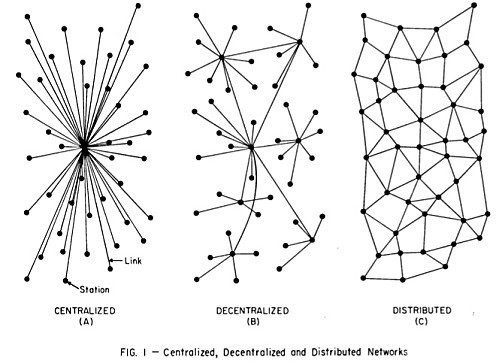 Link
Station
CENTRALIZED
(A)
DECENTRALIZED
(B)
DISTRIBUTED
(C)
FIG. I — Centralized, Decentralized and Distributed Networks